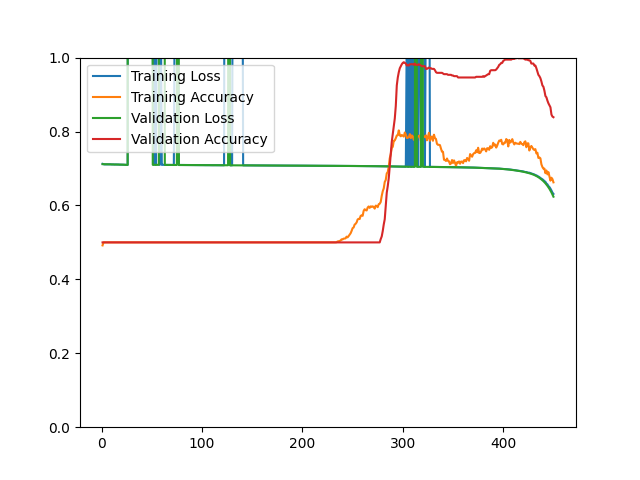 1.0
0.8
0.6
0.4
0.2
0.0
Training Loss
Training Accuracy
Validation Loss
Validation Accuracy
0 100 200 300 400